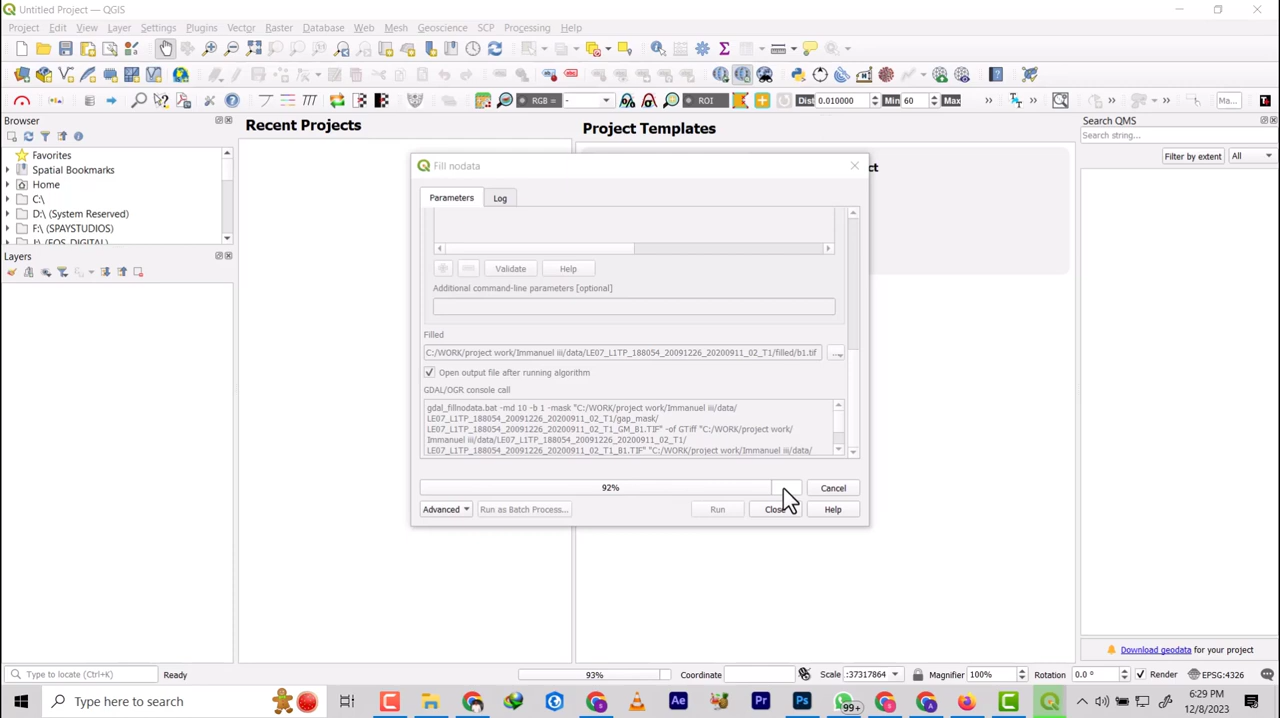 Untitled Project — QGIS
Project Edit View Layer Settings Plugins Vector Raster Database Web Mesh Geoscience SCP Processing Help
RGB = - ROI Dist 0.010000 Min 60 Max » » » Ma...
Browser
Favorites
Spatial Bookmarks
Home
C:\
D:\ (System Reserved)
F:\ (SPAYSTUDIOS)
J:\ (EOS_DIGITAL)
Layers
Recent Projects
Project Templates
ct
Fill nodata
Parameters Log
Validate Help
Additional command-line parameters [optional]
Filled
C:/WORK/project work/Immanuel iii/data/LE07_L1TP_188054_20091226_20200911_02_T1/filled/b1.tif
...
Open output file after running algorithm
GDAL/OGR console call
gdal_fillnodata.bat -md 10 -b 1 -mask "C:/WORK/project work/Immanuel iii/data/
LE07_L1TP_188054_20091226_20200911_02_T1/gap_mask/
LE07_L1TP_188054_20091226_20200911_02_T1_GM_B1.TIF" -of GTiff "C:/WORK/project work/
Immanuel iii/data/LE07_L1TP_188054_20091226_20200911_02_T1/
LE07_L1TP_188054_20091226_20200911_02_T1_B1.TIF" "C:/WORK/project work/Immanuel iii/data/
92% Cancel
Advanced Run as Batch Process... Run Close Help
Search QMS
Search string...
Filter by extent All
Download geodata for your project
Type to locate (Ctrl+K) Ready 93% Coordinate Scale :37317864 Magnifier 100% Rotation 0.0 ° Render EPSG:4326
Type here to search
Ae Pr Ps 99+
6:29 PM
12/8/2023